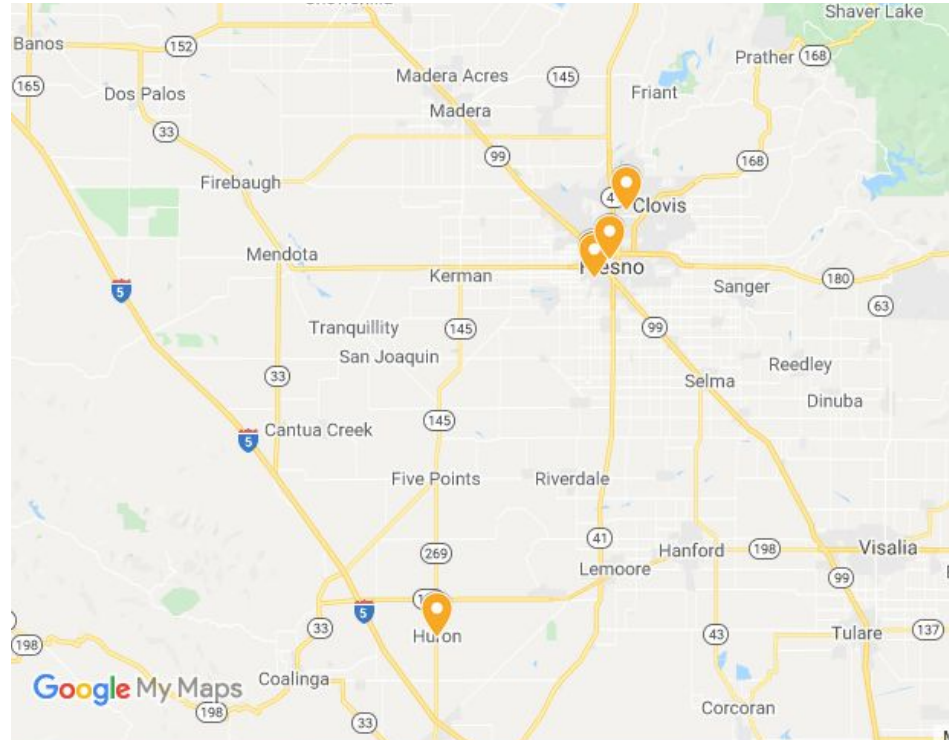 Shaver Lake
Banos
152
Prather 168
Madera Acres
145
165
Dos Palos
Friant
Madera
33
99
168
Firebaugh
Clovis
Mendota
Kerman
Fresno
180
Sanger
5
63
Tranquillity
145
99
San Joaquin
Reedley
33
Selma
Dinuba
145
Cantua Creek
5
Five Points
Riverdale
41
269
Hanford
198
Visalia
Lemoore
99
5
33
Huron
43
Tulare
137
198
Coalinga
Google My Maps
198
Corcoran
33